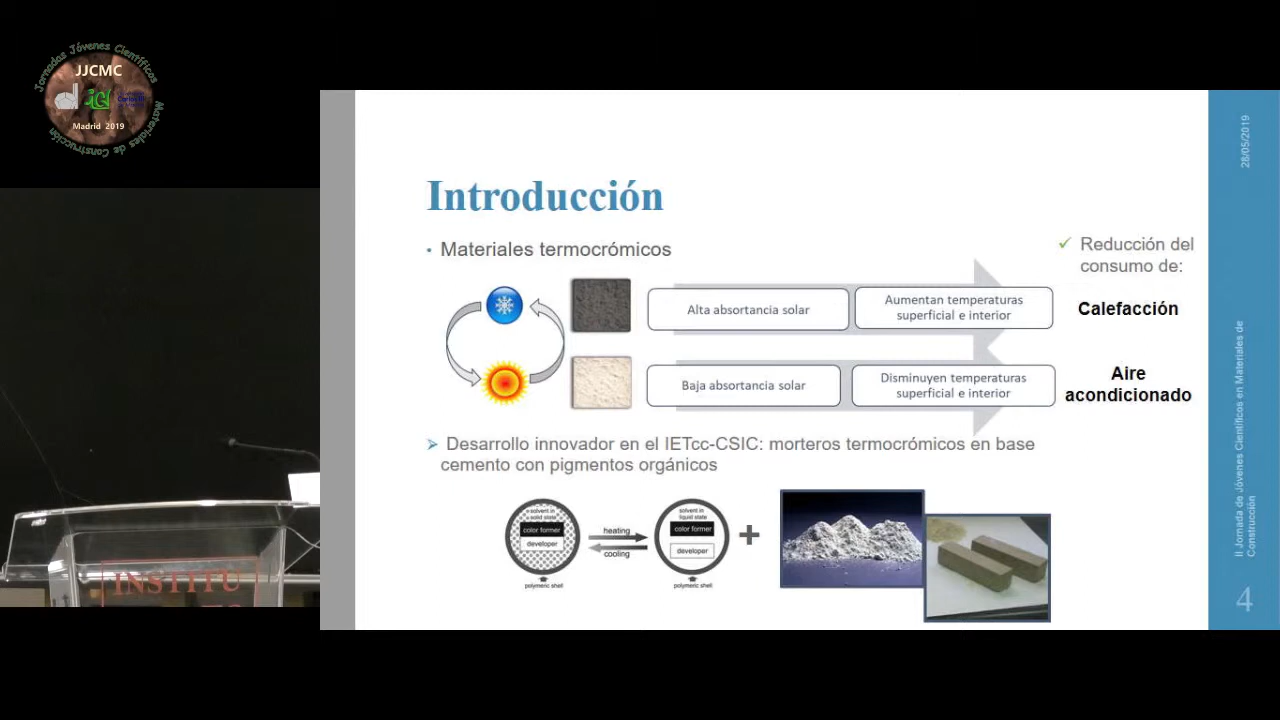 Jornadas Jóvenes Científicos
JJCMC
Madrid 2019
Materiales de Construcción
INSTITU
28/05/2019
Introducción
• Materiales termocrómicos
✓ Reducción del
consumo de:
Alta absortancia solar
Aumentan temperaturas
superficial e interior
Calefacción
Baja absortancia solar
Disminuyen temperaturas
superficial e interior
Aire
acondicionado
➢ Desarrollo innovador en el IETcc-CSIC: morteros termocrómicos en base
cemento con pigmentos orgánicos
solvent in
solid state
color former
developer
polymeric shell
heating
cooling
solvent in
liquid state
color former
developer
polymeric shell
+
II Jornada de Jóvenes Científicos en Materiales de
Construcción
4